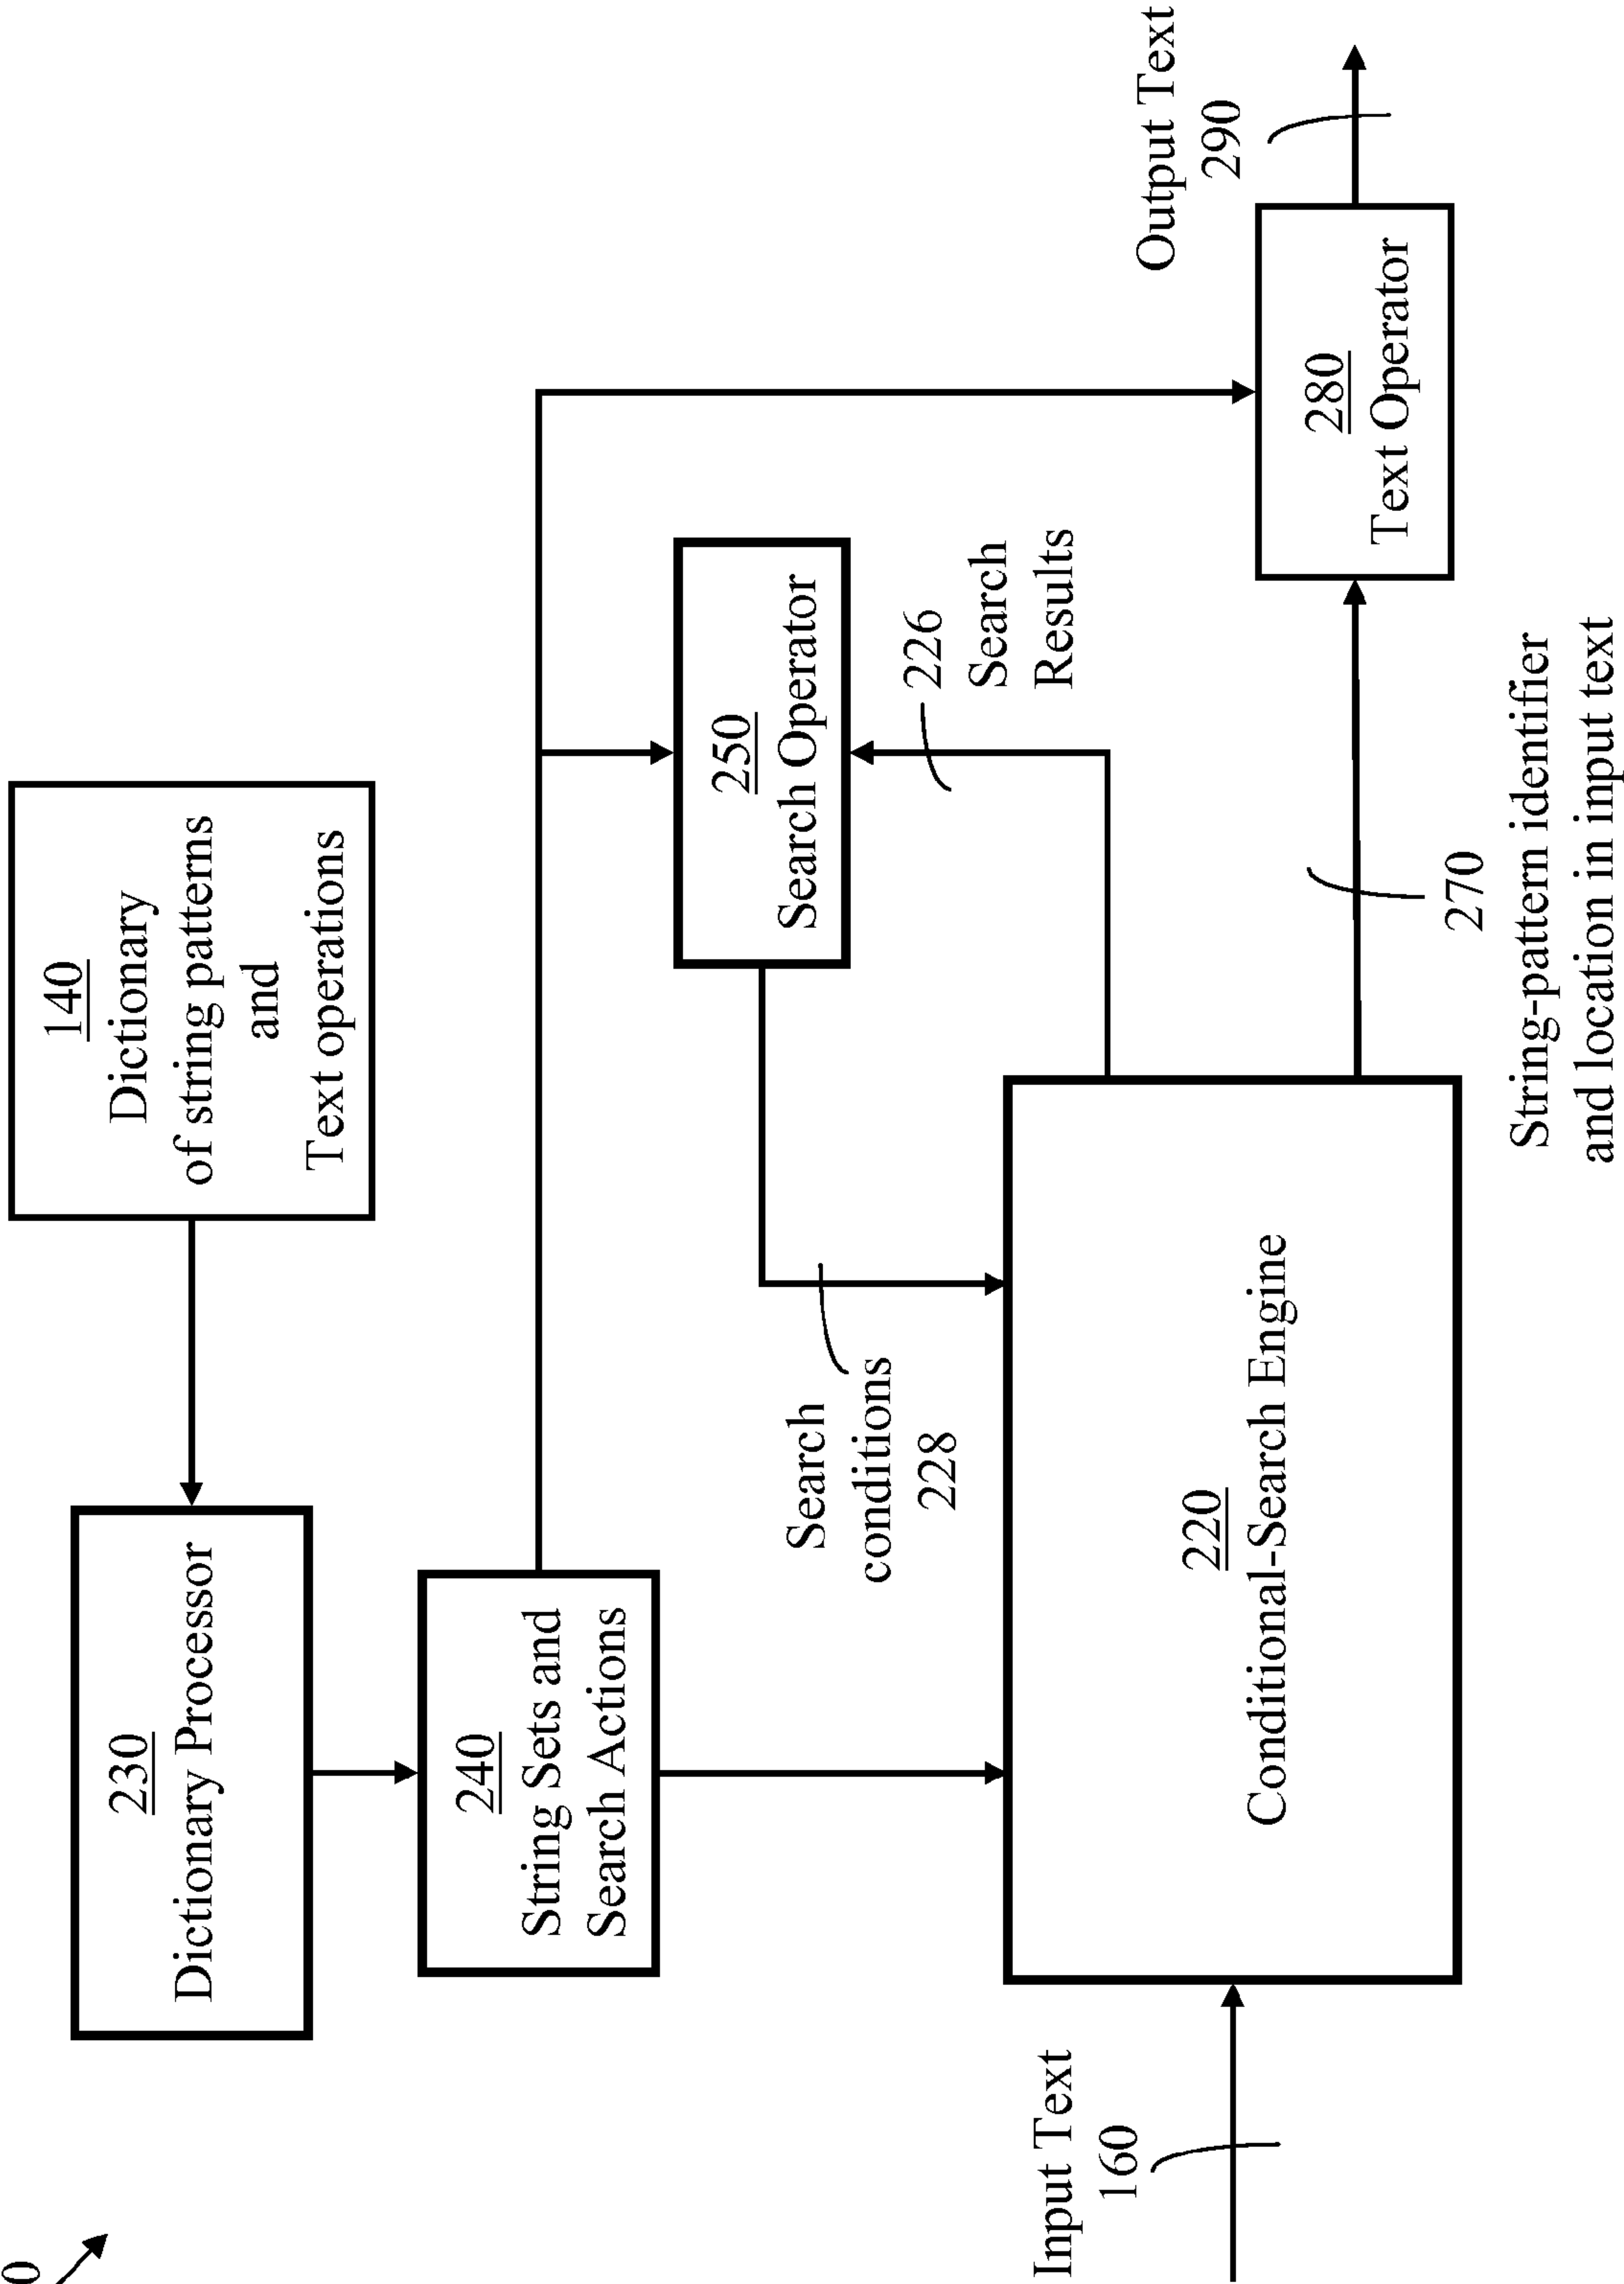 0
230
Dictionary Processor
140
Dictionary
of string patterns
and
Text operations
240
String Sets and
Search Actions
250
Search Operator
Search
conditions
228
226
Search
Results
Input Text
160
220
Conditional-Search Engine
Output Text
290
280
Text Operator
270
String-pattern identifier
and location in input text